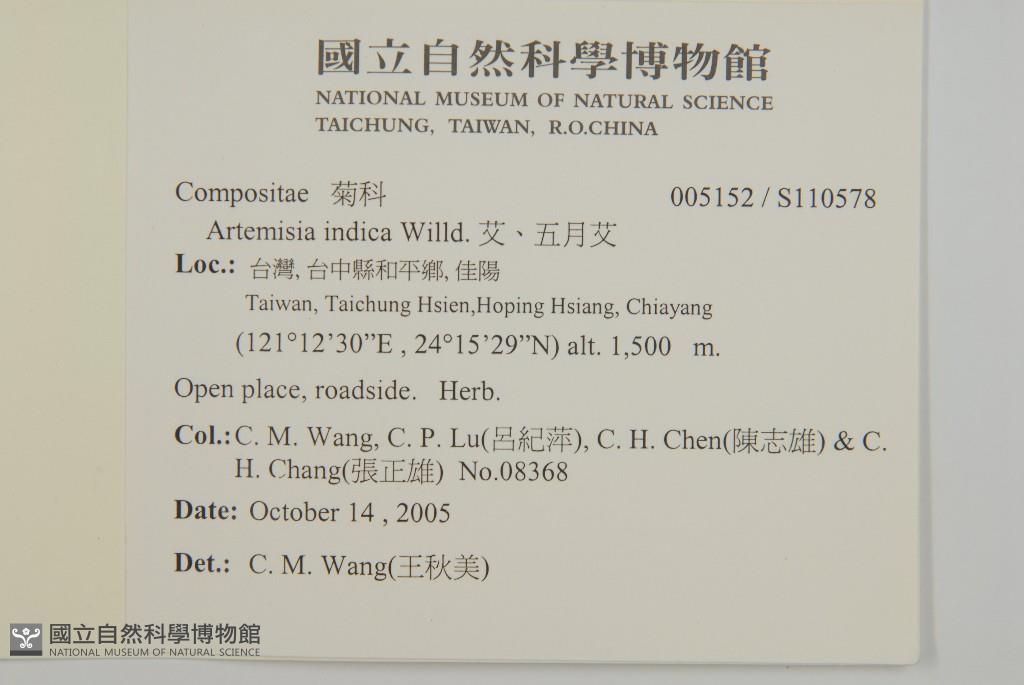 國立自然科學博物館
NATIONAL MUSEUM OF NATURAL SCIENCE
TAICHUNG, TAIWAN, R.O.CHINA
Compositae 菊科 005152 / S110578
Artemisia indica Willd. 艾、五月艾
Loc.: 台灣, 台中縣和平鄉, 佳陽
Taiwan, Taichung Hsien,Hoping Hsiang, Chiayang
(121°12’30”E , 24°15’29”N) alt. 1,500 m.
Open place, roadside. Herb.
Col.:C. M. Wang, C. P. Lu(呂紀萍), C. H. Chen(陳志雄) & C.
H. Chang(張正雄) No.08368
Date: October 14 , 2005
Det.: C. M. Wang(王秋美)
國立自然科學博物館
NATIONAL MUSEUM OF NATURAL SCIENCE